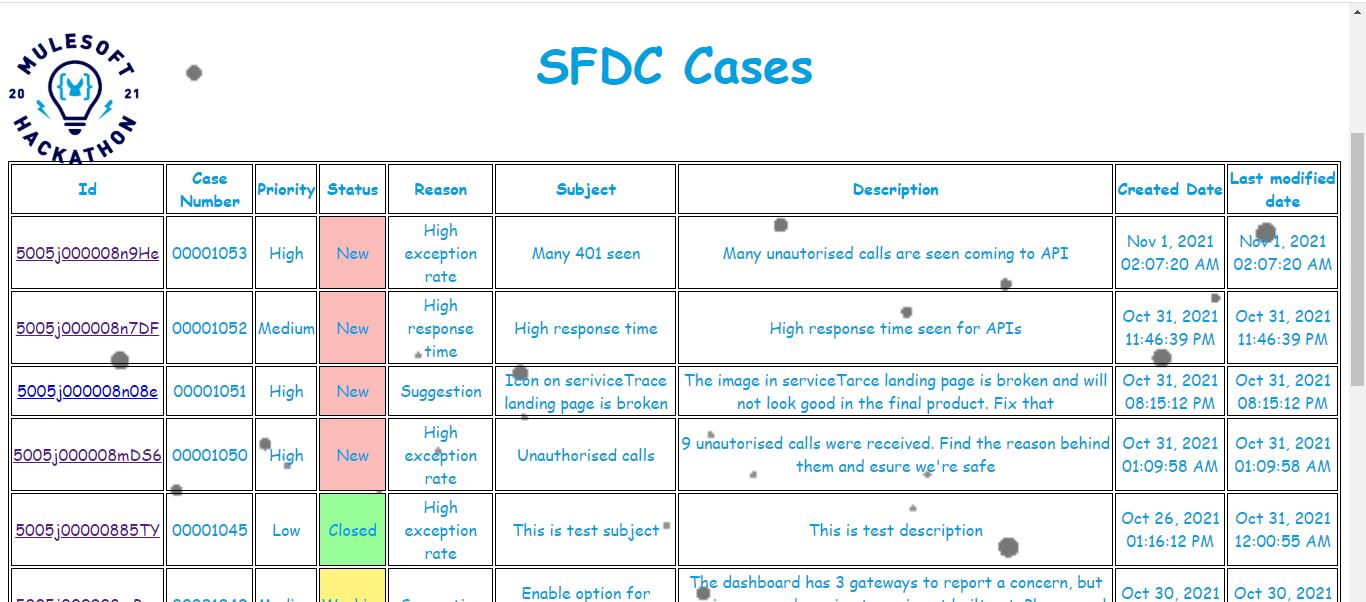 MULESOFT
20 21
HACKATHON
SFDC Cases
Id
Case
Number
Priority
Status
Reason
Subject
Description
Created Date
Last modified
date
5005j000008n9He
00001053
High
New
High
exception
rate
Many 401 seen
Many unautorised calls are seen coming to API
Nov 1, 2021
02:07:20 AM
Nov 1, 2021
02:07:20 AM
5005j000008n7DF
00001052
Medium
New
High
response
time
High response time
High response time seen for APIs
Oct 31, 2021
11:46:39 PM
Oct 31, 2021
11:46:39 PM
5005j000008n08e
00001051
High
New
Suggestion
Icon on seriviceTrace
landing page is broken
The image in serviceTarce landing page is broken and will
not look good in the final product. Fix that
Oct 31, 2021
08:15:12 PM
Oct 31, 2021
08:15:12 PM
5005j000008mDS6
00001050
High
New
High
exception
rate
Unauthorised calls
9 unautorised calls were received. Find the reason behind
them and esure we're safe
Oct 31, 2021
01:09:58 AM
Oct 31, 2021
01:09:58 AM
5005j00000885TY
00001045
Low
Closed
High
exception
rate
This is test subject
This is test description
Oct 26, 2021
01:16:12 PM
Oct 31, 2021
12:00:55 AM
Enable option for
The dashboard has 3 gateways to report a concern, but
Oct 30, 2021
Oct 30, 2021